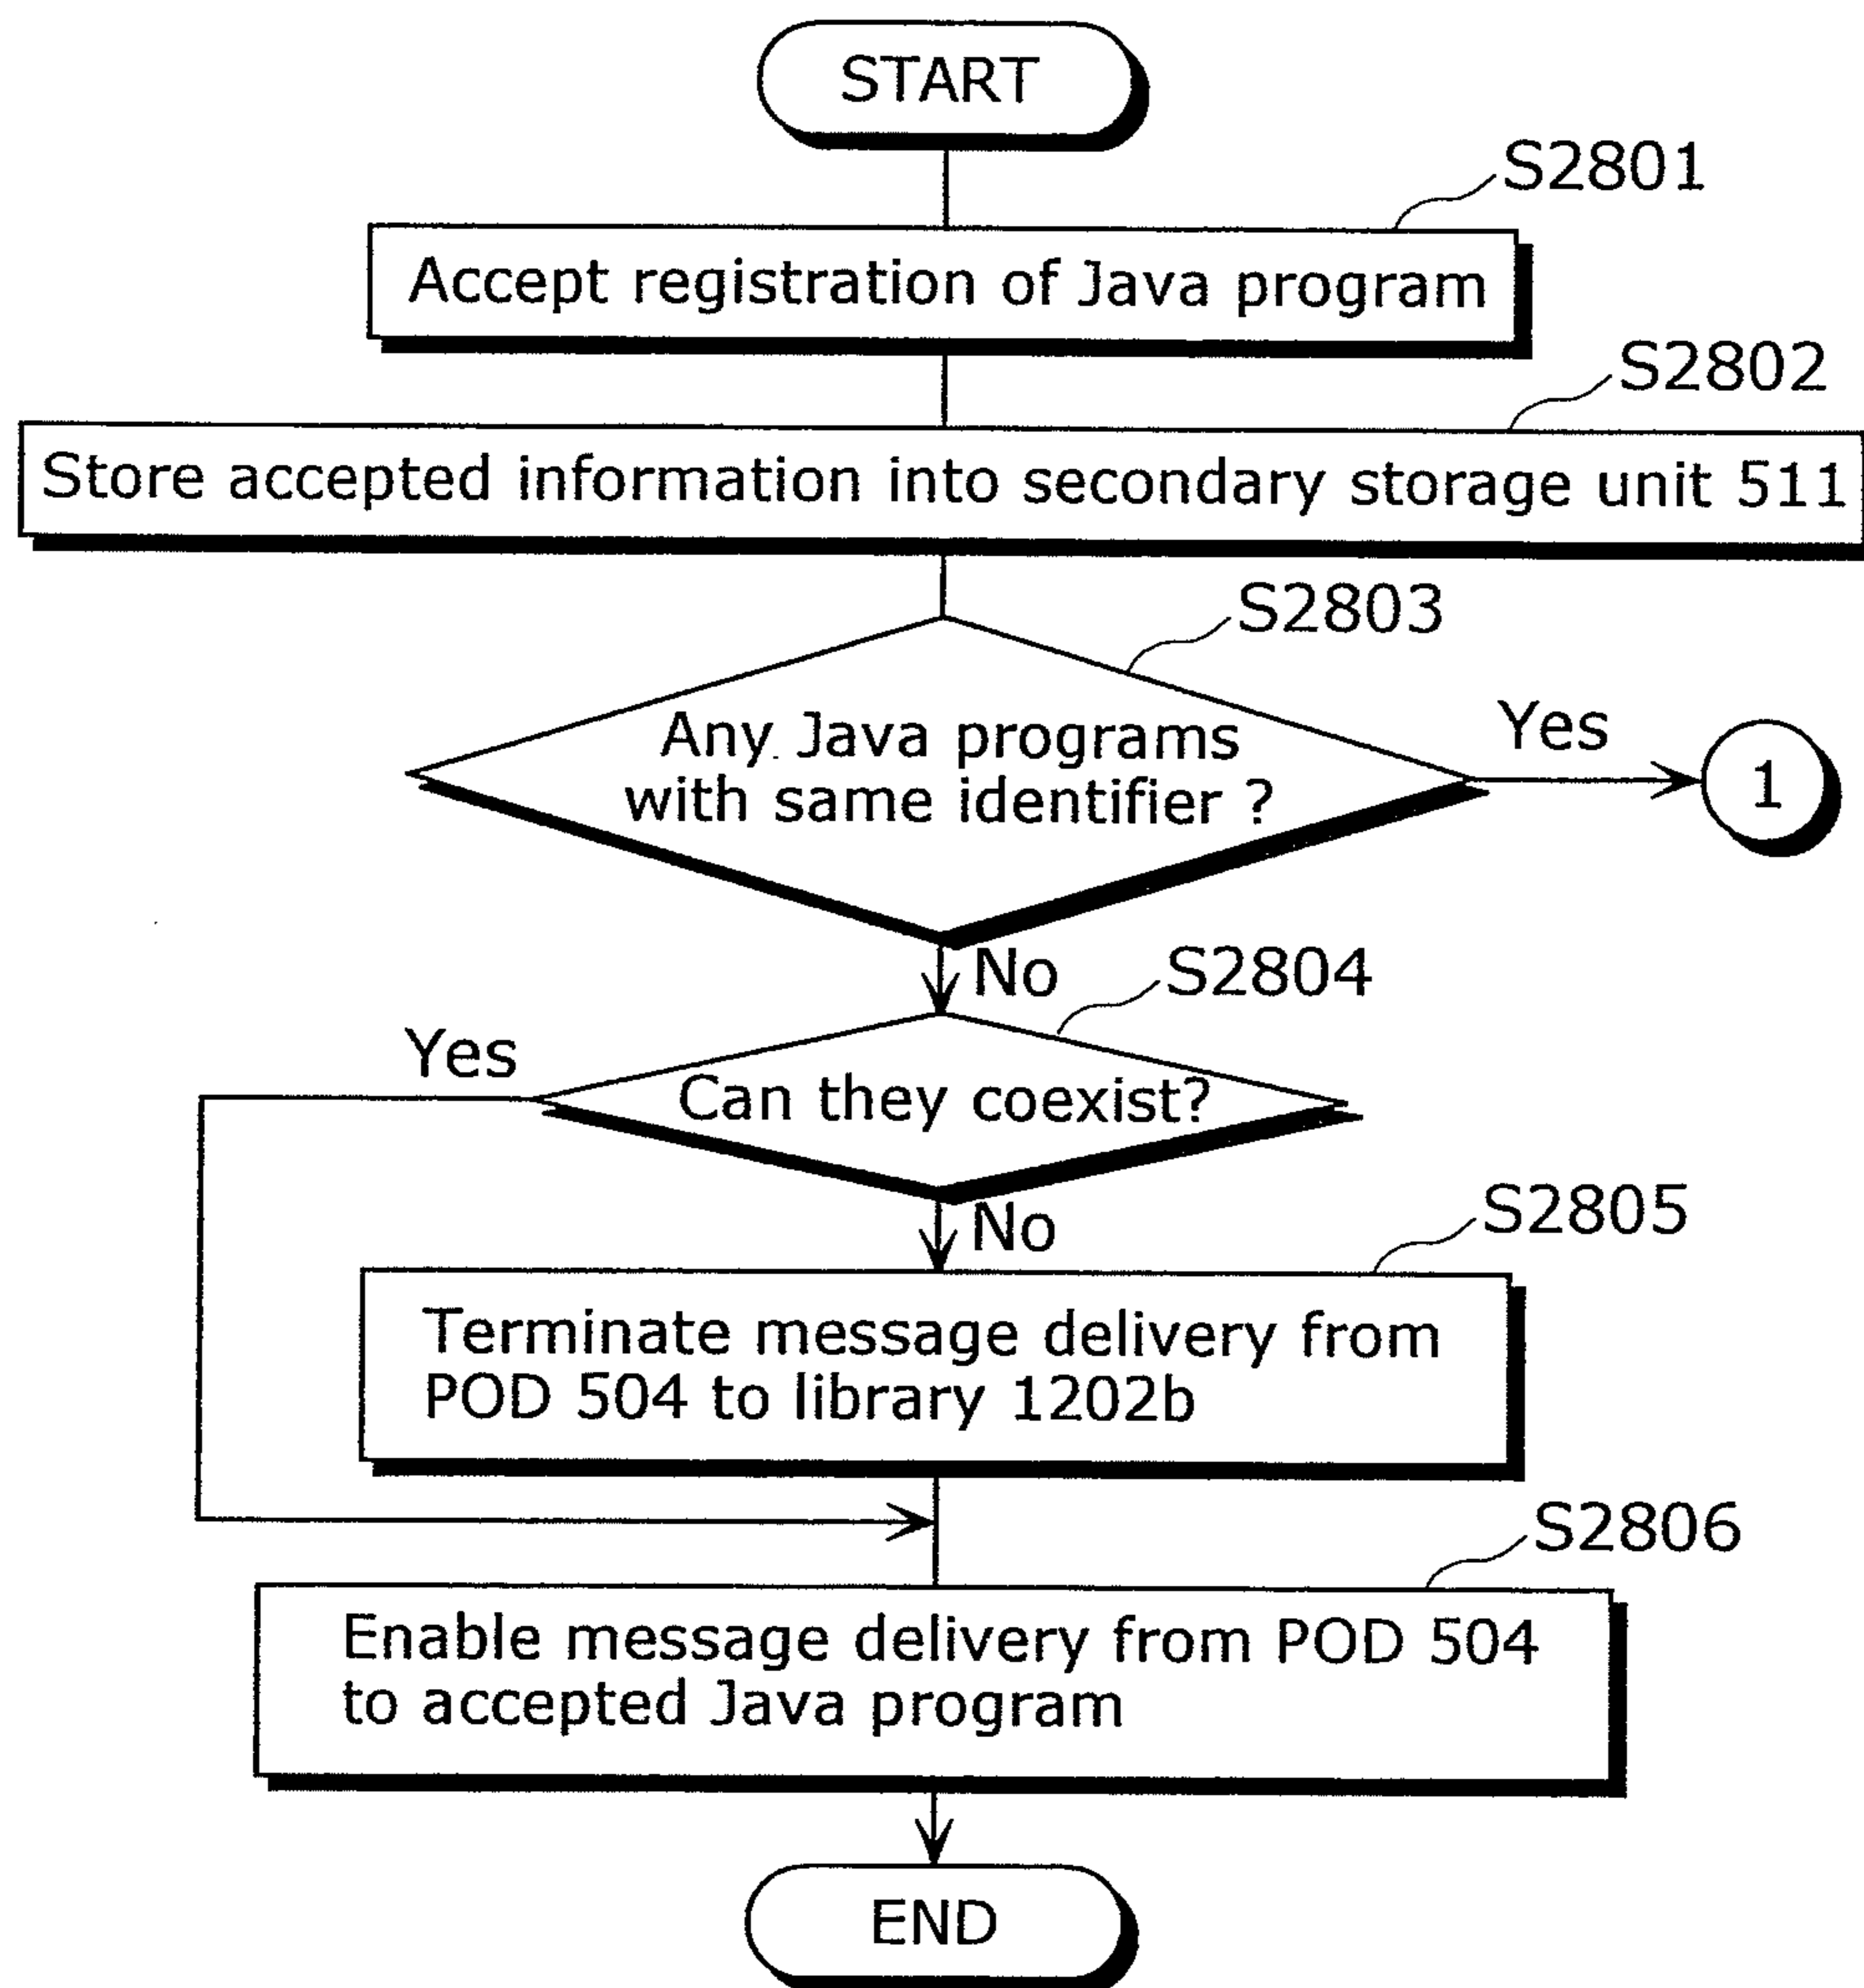 START
S2801
Accept registration of Java program
S2802
Store accepted information into secondary storage unit 511
S2803
Any Java programs
with same identifier ?
Yes
1
No
S2804
Yes
Can they coexist?
No
S2805
Terminate message delivery from
POD 504 to library 1202b
S2806
Enable message delivery from POD 504
to accepted Java program
END